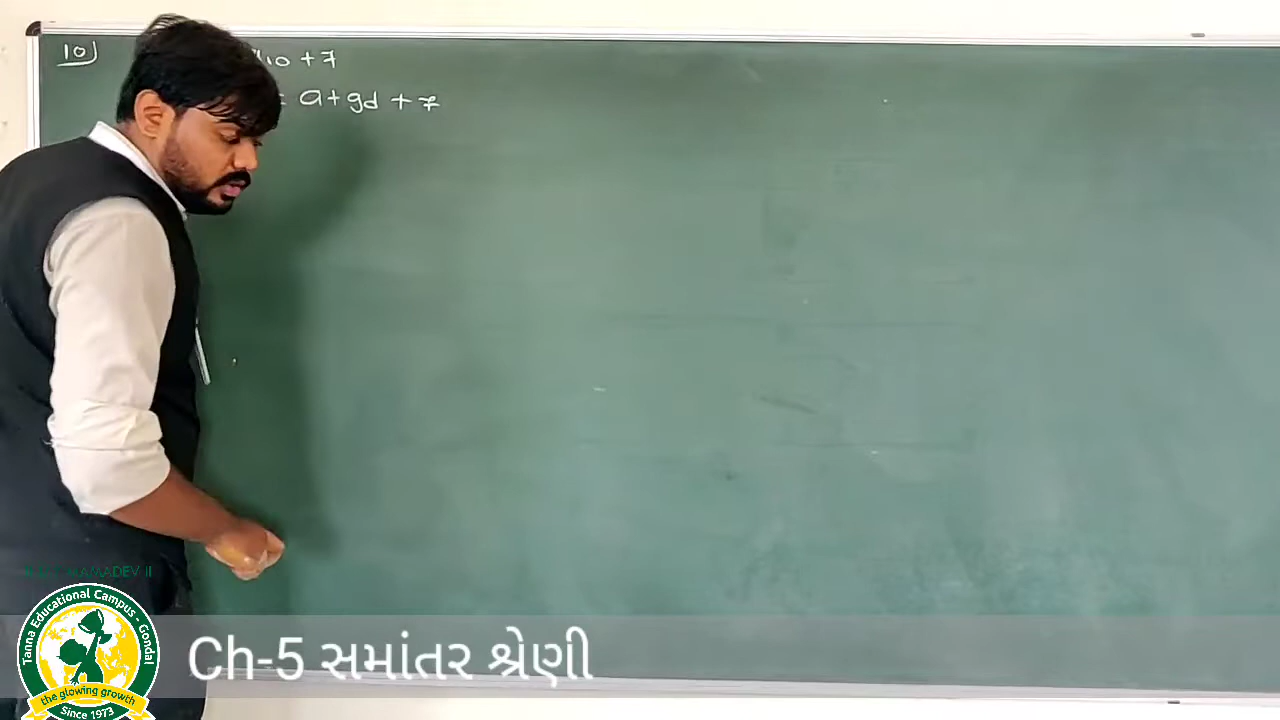 10)
10 + 7
= a + 9d + 7
Ch-5 સમાંતર શ્રેણી
Tanna Educational Campus - Gondal
the glowing growth
Since 1973